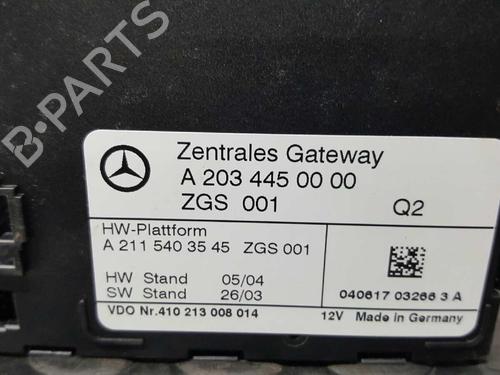 B-PARTS
Zentrales Gateway
A 203 445 00 00
ZGS 001 Q2
HW-Plattform
A 211 540 35 45 ZGS 001
HW Stand 05/04
SW Stand 26/03
040617 03266 3 A
VDO Nr.410 213 008 014 12V Made in Germany